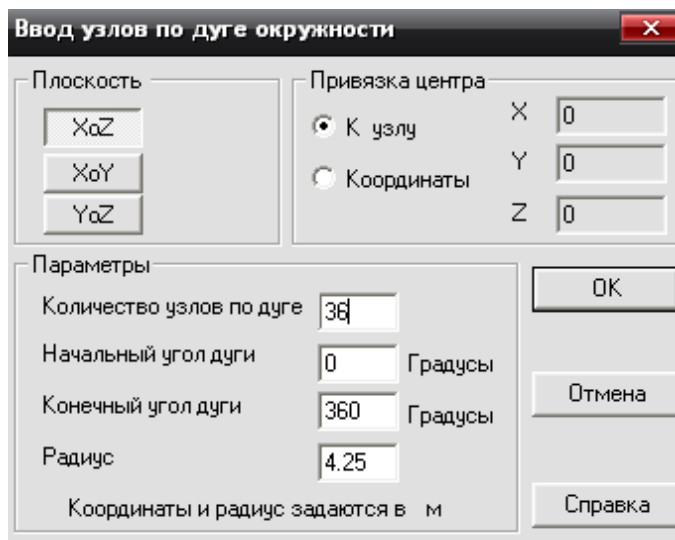 Ввод узлов по дуге окружности
Плоскость
XoZ
XoY
YoZ
Привязка центра
К узлу
Координаты
X 0
Y 0
Z 0
Параметры
Количество узлов по дуге 36
Начальный угол дуги 0 Градусы
Конечный угол дуги 360 Градусы
Радиус 4.25
Координаты и радиус задаются в м
OK
Отмена
Справка